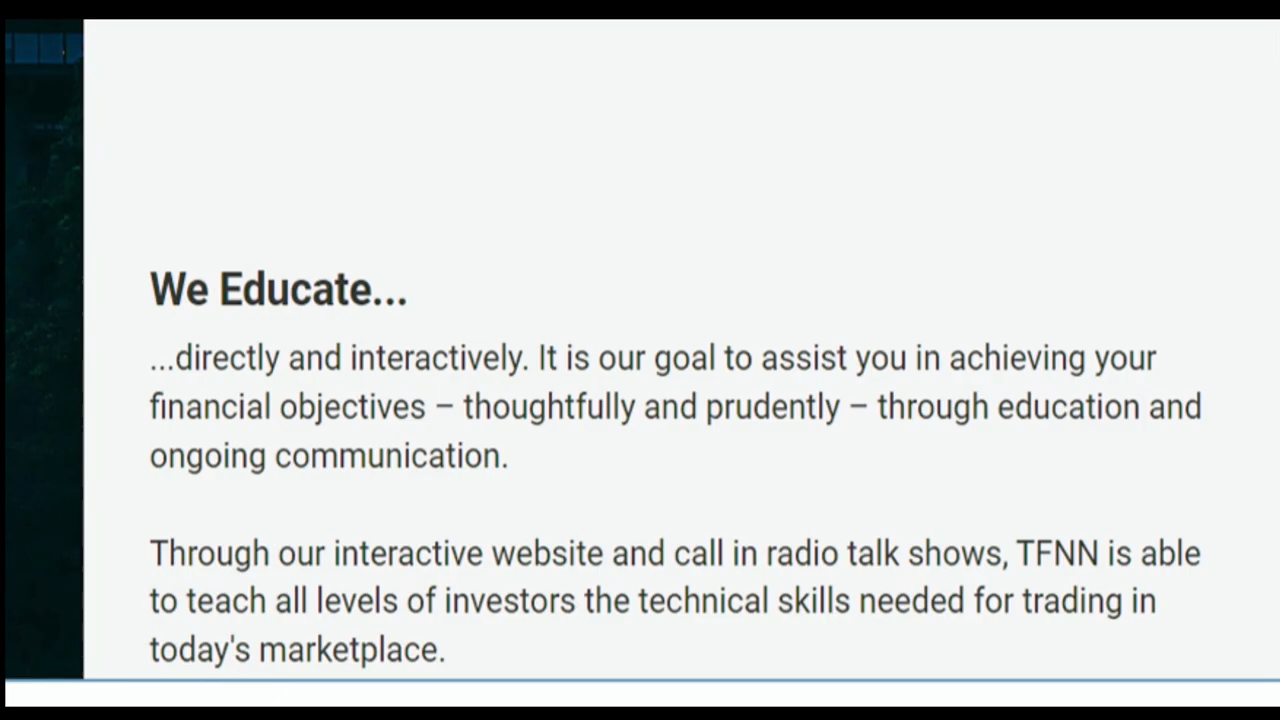 We Educate...
...directly and interactively. It is our goal to assist you in achieving your
financial objectives – thoughtfully and prudently – through education and
ongoing communication.
Through our interactive website and call in radio talk shows, TFNN is able
to teach all levels of investors the technical skills needed for trading in
today's marketplace.